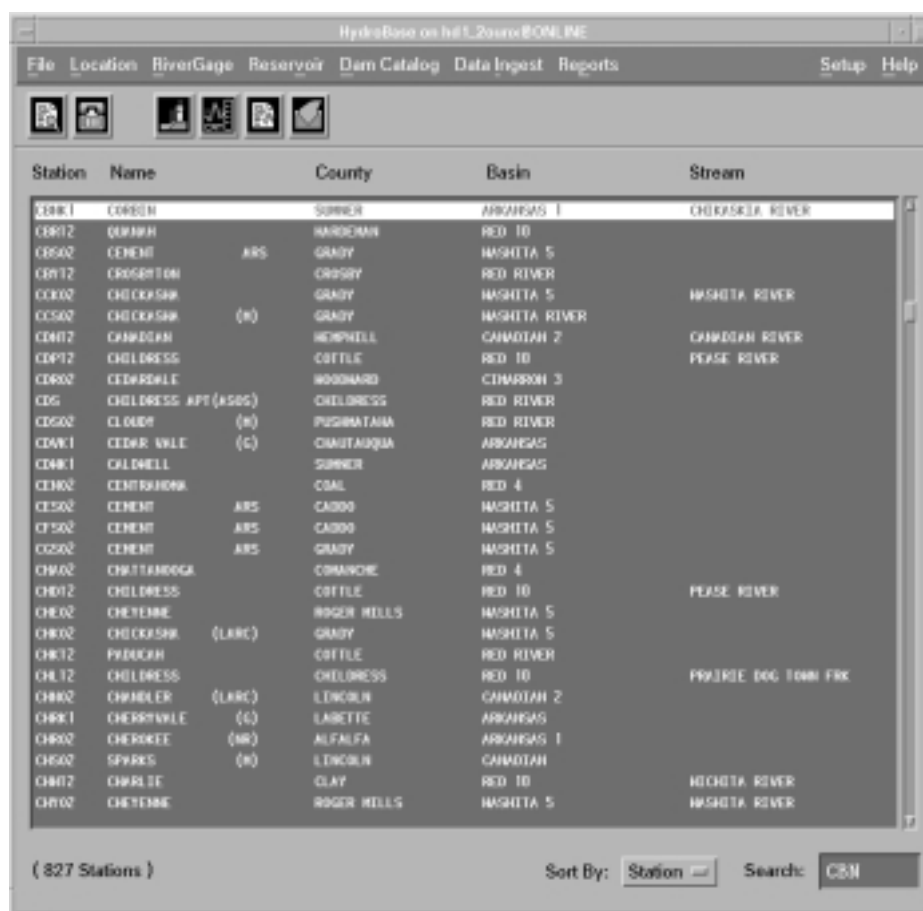 HydroBase on
File Location RiverGage Reservoir Dam Catalog Data Ingest Reports Setup Help
Station Name County Basin Stream
CBNK1 CORBIN SUMNER ARKANSAS 1 CHIKASKIA RIVER
CBRT2 QUANAH HARDEMAN RED 10
CBSO2 CEMENT ARS GRADY WASHITA 5
CBYT2 CROSBYTON CROSBY RED RIVER
CCKO2 CHICKASHA GRADY WASHITA 5 WASHITA RIVER
CCSO2 CHICKASHA (M) GRADY WASHITA RIVER
CDNT2 CANADIAN HEMPHILL CANADIAN 2 CANADIAN RIVER
CDPT2 CHILDRESS COTTLE RED 10 PEASE RIVER
CDRO2 CEDARDALE WOODWARD CIMARRON 3
CDS CHILDRESS APT(ASOS) CHILDRESS RED RIVER
CDSO2 CLOUDY (M) PUSHMATAHA RED RIVER
CDVK1 CEDAR VALE (G) CHAUTAUQUA ARKANSAS
CDWK1 CALDWELL SUMNER ARKANSAS
CENO2 CENTRAHOMA COAL RED 4
CESO2 CEMENT ARS CADDO WASHITA 5
CFSO2 CEMENT ARS CADDO WASHITA 5
CGSO2 CEMENT ARS GRADY WASHITA 5
CHAO2 CHATTANOOGA COMANCHE RED 4
CHDT2 CHILDRESS COTTLE RED 10 PEASE RIVER
CHEO2 CHEYENNE ROGER MILLS WASHITA 5
CHKO2 CHICKASHA (LARC) GRADY WASHITA 5
CHKT2 PADUCAH COTTLE RED RIVER
CHLT2 CHILDRESS CHILDRESS RED 10 PRAIRIE DOG TOWN FRK
CHNO2 CHANDLER (LARC) LINCOLN CANADIAN 2
CHRK1 CHERRYVALE (G) LABETTE ARKANSAS
CHRO2 CHEROKEE (NR) ALFALFA ARKANSAS 1
CHSO2 SPARKS (M) LINCOLN CANADIAN
CHWT2 CHARLIE CLAY RED 10 WICHITA RIVER
CHYO2 CHEYENNE ROGER MILLS WASHITA 5 WASHITA RIVER
( 827 Stations ) Sort By: Station Search: CBN